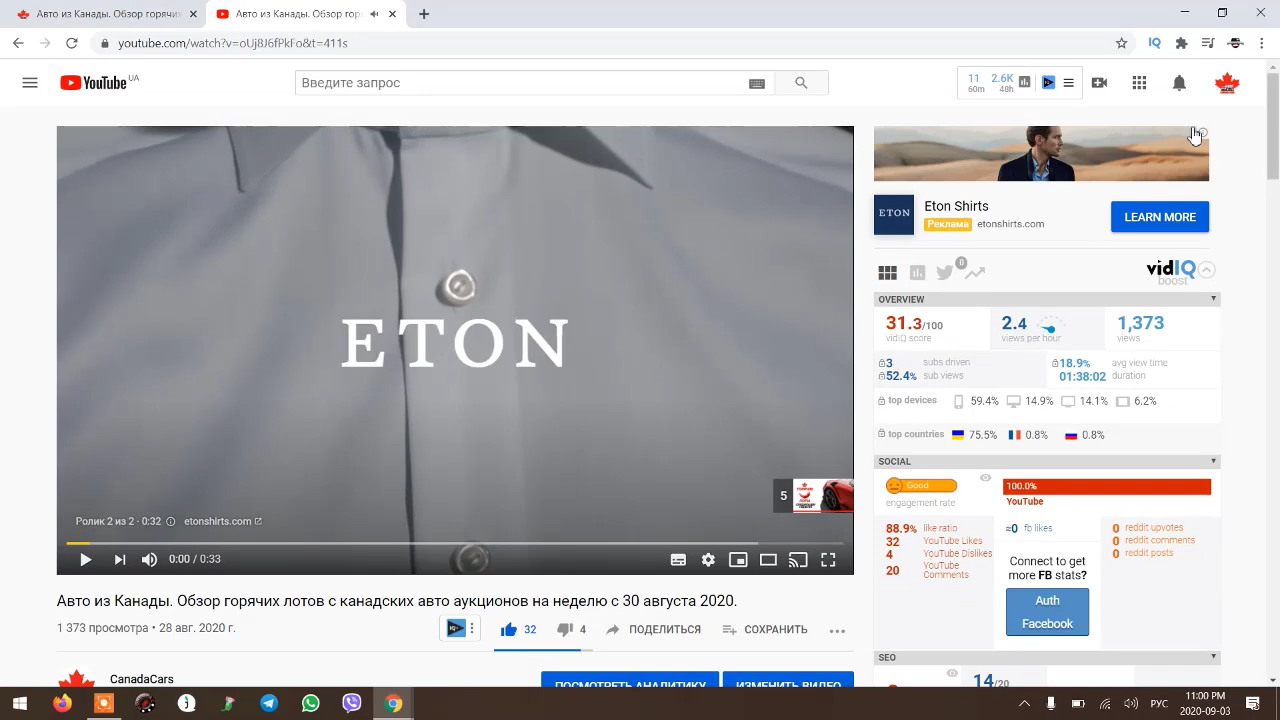 Авто из Канады. Обзор горячих
Авто из Канады. Обзор горя
youtube.com/watch?v=oUj8J6fPkFo&t=411s
IQ
YouTube UA
Введите запрос
11 60m
2.6K 48h
ETON
Ролик 2 из 2 · 0:32
etonshirts.com
5
0:00 / 0:33
Авто из Канады. Обзор горячих лотов с канадских авто аукционов на неделю с 30 августа 2020.
1 373 просмотра • 28 авг. 2020 г.
IQ
32
4
ПОДЕЛИТЬСЯ
СОХРАНИТЬ
CanadaCars
ПОСМОТРЕТЬ АНАЛИТИКУ
ИЗМЕНИТЬ ВИДЕО
ETON
Eton Shirts
Реклама etonshirts.com
LEARN MORE
0
vidIQ
boost
OVERVIEW
31.3/100
vidIQ score
2.4
views per hour
1,373
views
3 subs driven
52.4% sub views
18.9% avg view time
01:38:02 duration
top devices 59.4% 14.9% 14.1% 6.2%
top countries 75.5% 0.8% 0.8%
SOCIAL
Good
engagement rate
100.0%
YouTube
88.9% like ratio
32 YouTube Likes
4 YouTube Dislikes
20 YouTube Comments
≈0 fb likes
Connect to get
more FB stats?
Auth
Facebook
0 reddit upvotes
0 reddit comments
0 reddit posts
SEO
14/20
РУС
11:00 PM
2020-09-03